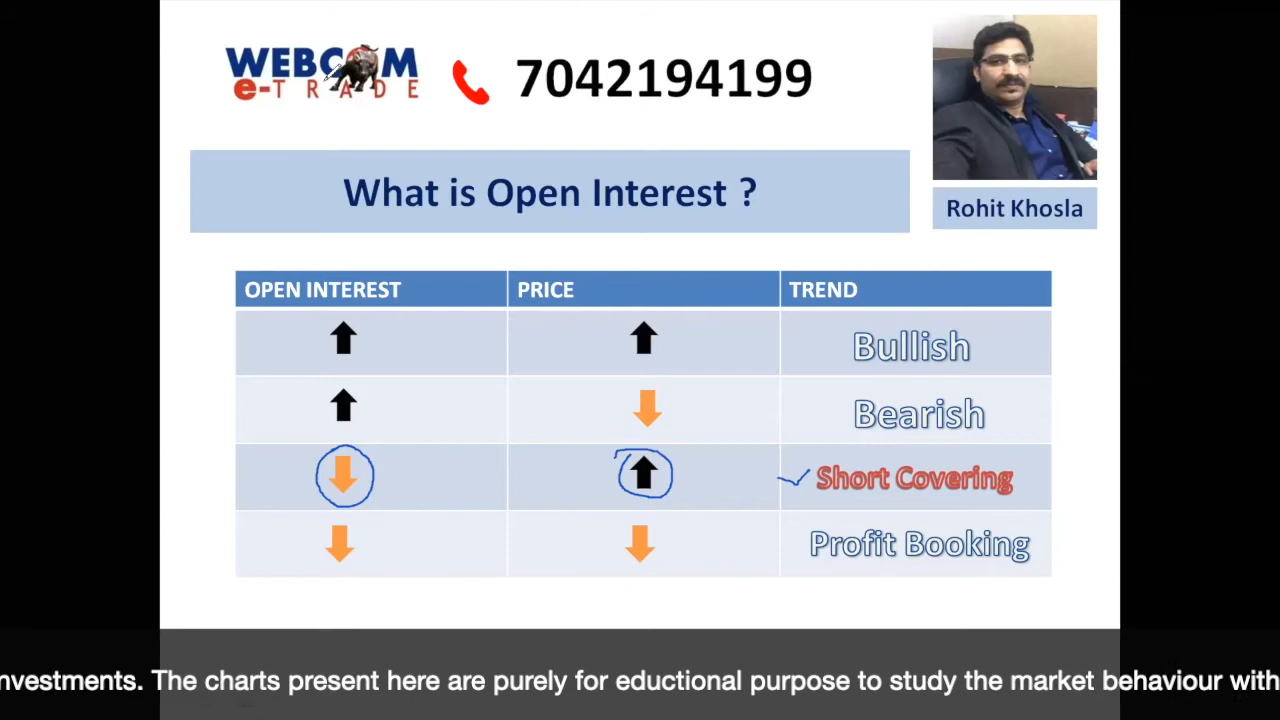 WEBCOM
e-TRADE
7042194199
What is Open Interest ?
Rohit Khosla
OPEN INTEREST PRICE TREND
Bullish
Bearish
Short Covering
Profit Booking
nvestments. The charts present here are purely for eductional purpose to study the market behaviour with